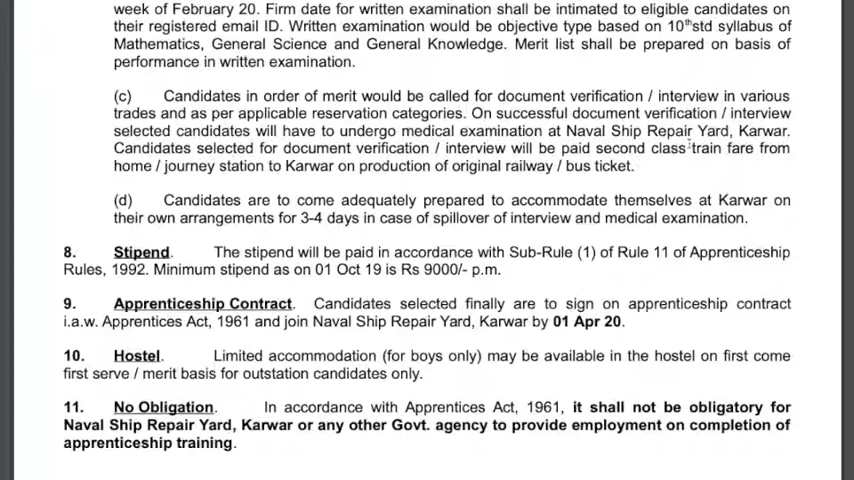 week of February 20. Firm date for written examination shall be intimated to eligible candidates on
their registered email ID. Written examination would be objective type based on 10thstd syllabus of
Mathematics, General Science and General Knowledge. Merit list shall be prepared on basis of
performance in written examination.
(c) Candidates in order of merit would be called for document verification / interview in various
trades and as per applicable reservation categories. On successful document verification / interview
selected candidates will have to undergo medical examination at Naval Ship Repair Yard, Karwar.
Candidates selected for document verification / interview will be paid second class train fare from
home / journey station to Karwar on production of original railway / bus ticket.
(d) Candidates are to come adequately prepared to accommodate themselves at Karwar on
their own arrangements for 3-4 days in case of spillover of interview and medical examination.
8. Stipend. The stipend will be paid in accordance with Sub-Rule (1) of Rule 11 of Apprenticeship
Rules, 1992. Minimum stipend as on 01 Oct 19 is Rs 9000/- p.m.
9. Apprenticeship Contract. Candidates selected finally are to sign on apprenticeship contract
i.a.w. Apprentices Act, 1961 and join Naval Ship Repair Yard, Karwar by 01 Apr 20.
10. Hostel. Limited accommodation (for boys only) may be available in the hostel on first come
first serve / merit basis for outstation candidates only.
11. No Obligation. In accordance with Apprentices Act, 1961, it shall not be obligatory for
Naval Ship Repair Yard, Karwar or any other Govt. agency to provide employment on completion of
apprenticeship training.